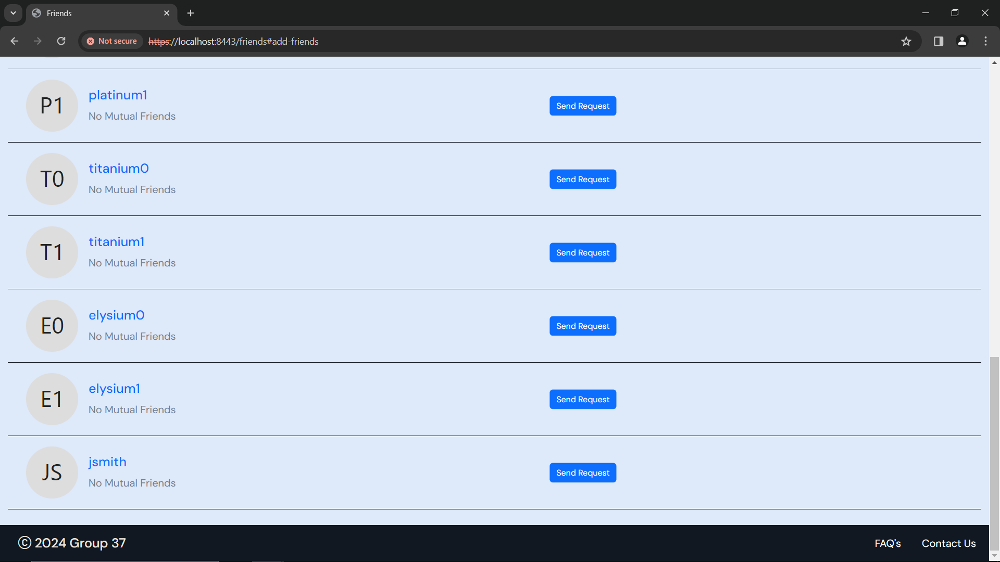 Friends
Not secure https://localhost:8443/friends#add-friends
P1 platinum1 Send Request
No Mutual Friends
T0 titanium0 Send Request
No Mutual Friends
T1 titanium1 Send Request
No Mutual Friends
E0 elysium0 Send Request
No Mutual Friends
E1 elysium1 Send Request
No Mutual Friends
JS jsmith Send Request
No Mutual Friends
© 2024 Group 37 FAQ's Contact Us